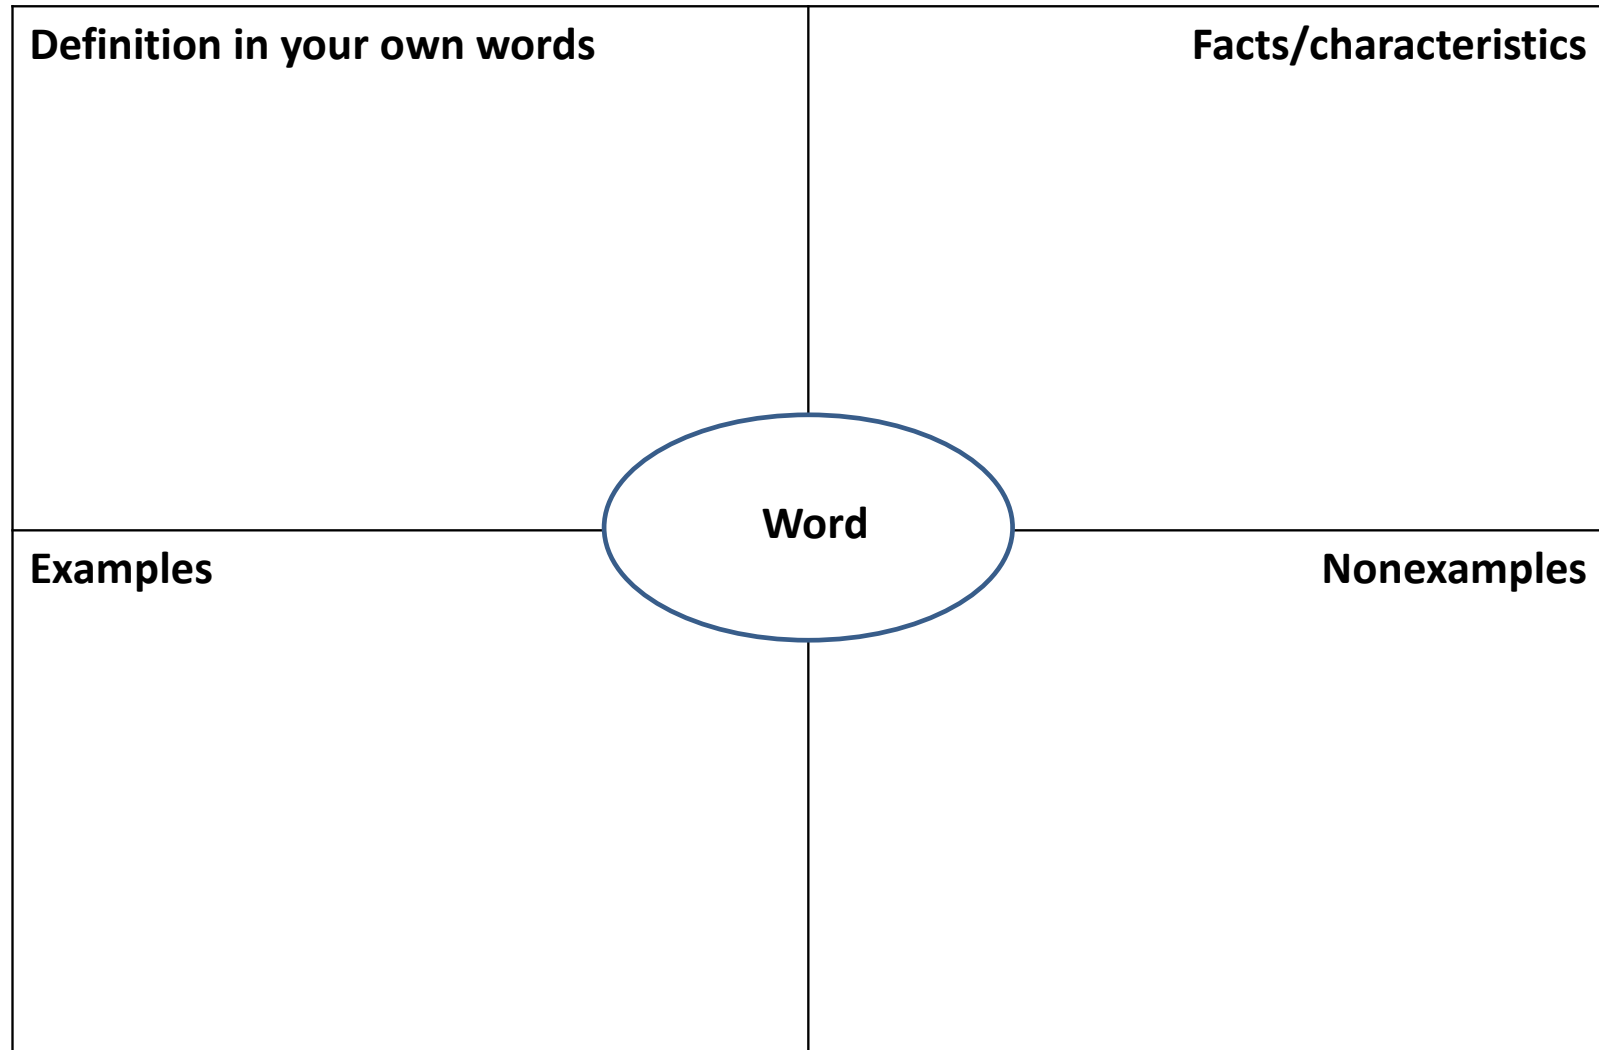 Definition in your own words
Facts/characteristics
Word
Examples
Nonexamples